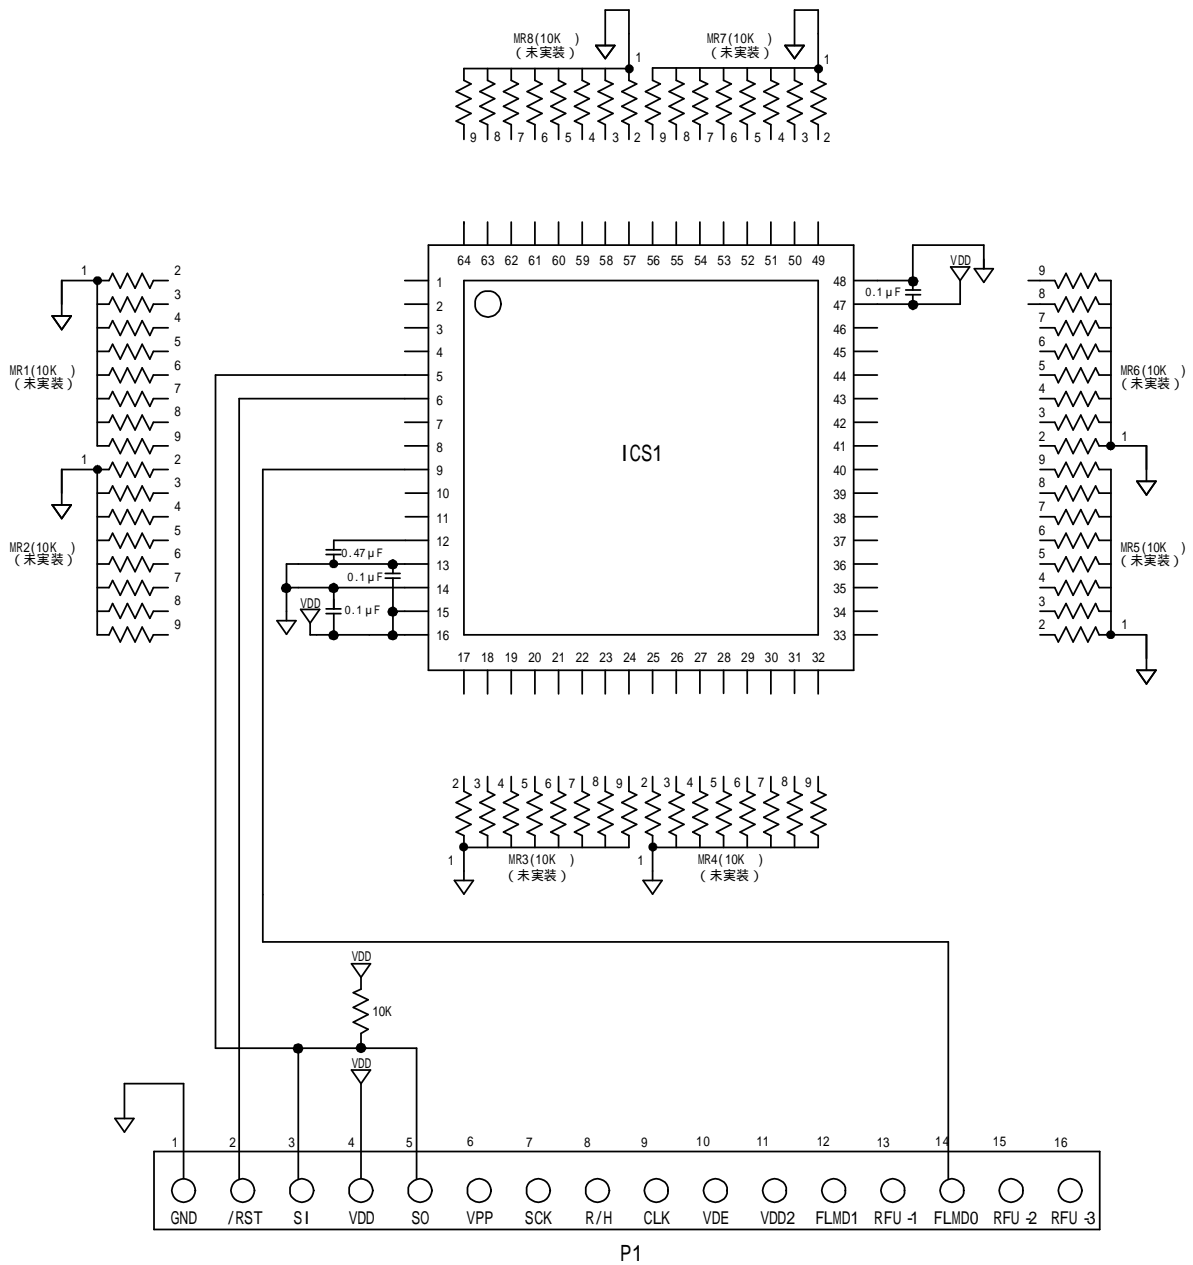 MR8(10K )
(未実装)
1
MR7(10K )
(未実装)
1
9 8 7 6 5 4 3 2 9 8 7 6 5 4 3 2
64 63 62 61 60 59 58 57 56 55 54 53 52 51 50 49
1
2
3
4
5
6
7
8
9
10
11
12
13
14
15
16
48
47
46
45
44
43
42
41
40
39
38
37
36
35
34
33
17 18 19 20 21 22 23 24 25 26 27 28 29 30 31 32
ICS1
VDD
0.1μF
0.47μF
0.1μF
VDD
0.1μF
1
2
3
4
5
6
7
8
9
MR1(10K )
(未実装)
1
2
3
4
5
6
7
8
9
MR2(10K )
(未実装)
9
8
7
6
5
4
3
2
1
MR6(10K )
(未実装)
9
8
7
6
5
4
3
2
1
MR5(10K )
(未実装)
2 3 4 5 6 7 8 9 2 3 4 5 6 7 8 9
1
MR3(10K )
(未実装)
1
MR4(10K )
(未実装)
VDD
10K
VDD
1 2 3 4 5 6 7 8 9 10 11 12 13 14 15 16
GND /RST SI VDD SO VPP SCK R/H CLK VDE VDD2 FLMD1 RFU-1 FLMD0 RFU-2 RFU-3
P1